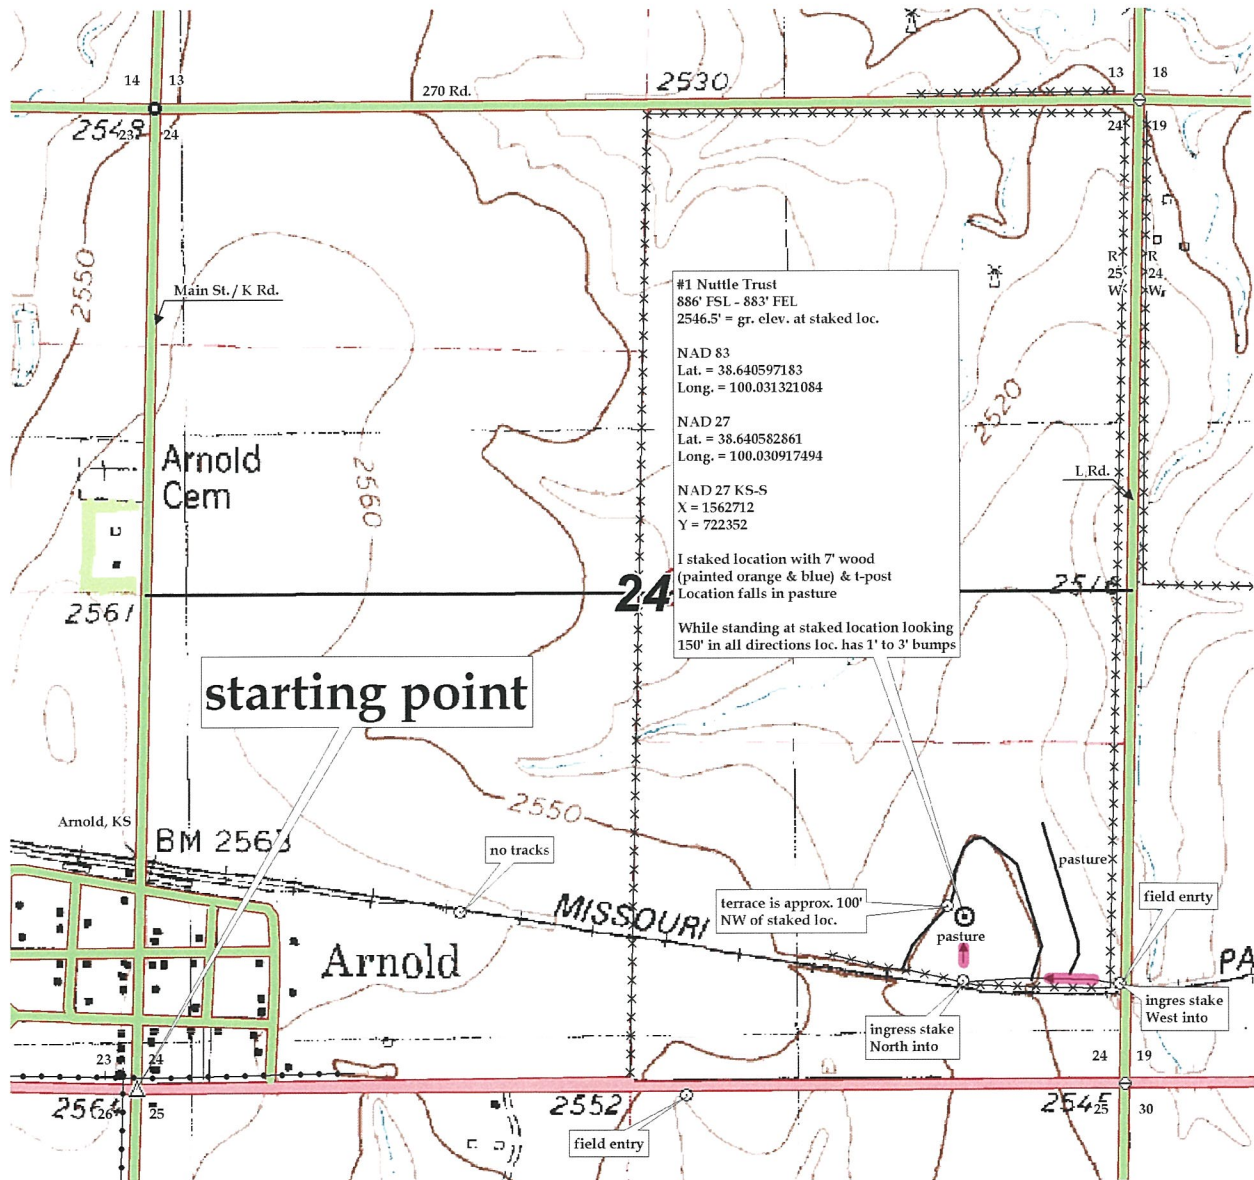 14 13
13 18
2530
270 Rd.
2549
23 24
24 19
2550
Main St./ K Rd.
R R
25 24
W W
#1 Nuttle Trust
886' FSL - 883' FEL
2546.5' = gr. elev. at staked loc.
NAD 83
Lat. = 38.640597183
Long. = 100.031321084
NAD 27
Lat. = 38.640582861
Long. = 100.030917494
NAD 27 KS-S
X = 1562712
Y = 722352
I staked location with 7' wood
(painted orange & blue) & t-post
Location falls in pasture
While standing at staked location looking
150' in all directions loc. has 1' to 3' bumps
2520
Arnold
Cem
2560
L Rd.
24
2516
2561
starting point
2550
Arnold, KS
BM 2563
no tracks
pasture
terrace is approx. 100'
NW of staked loc.
field enrty
MISSOURI
pasture
PA
Arnold
ingres stake
West into
ingress stake
North into
23 24
24 19
2564
26 25
2552
2545
25 30
field entry